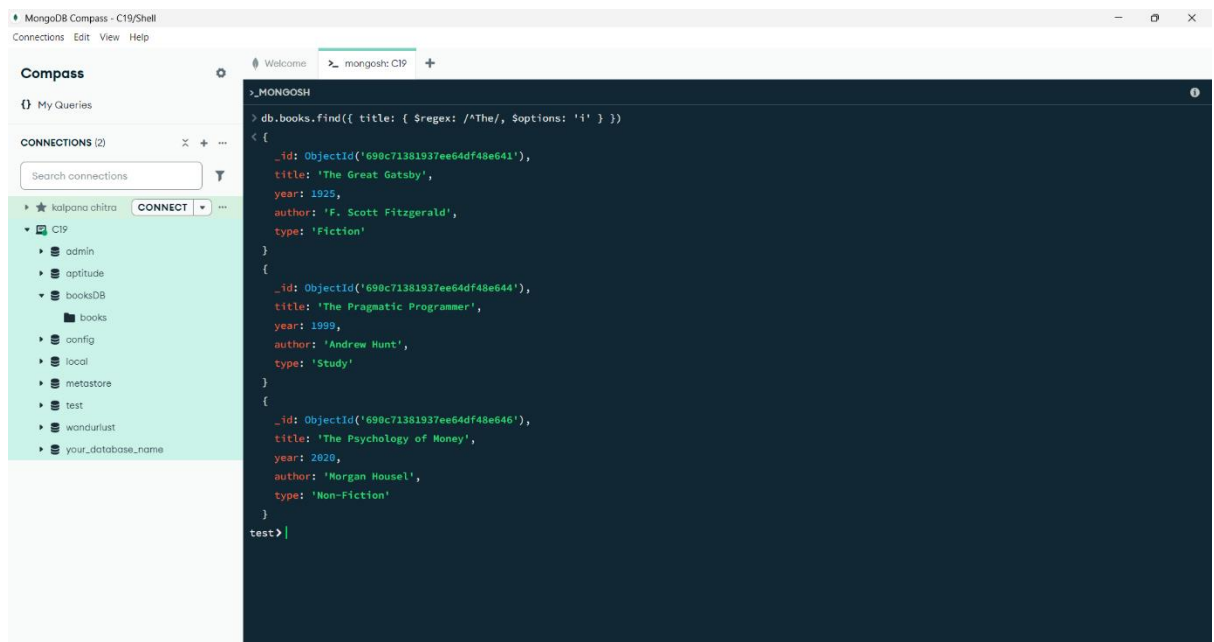 MongoDB Compass - C19/Shell
Connections Edit View Help
Compass
{} My Queries
CONNECTIONS (2)
Search connections
kalpana chitra CONNECT
C19
admin
aptitude
booksDB
books
config
local
metastore
test
wandurlust
your_database_name
Welcome >_ mongosh: C19 +
>_MONGOSH
> db.books.find({ title: { $regex: /^The/, $options: 'i' } })
< {
_id: ObjectId('690c71381937ee64df48e641'),
title: 'The Great Gatsby',
year: 1925,
author: 'F. Scott Fitzgerald',
type: 'Fiction'
}
{
_id: ObjectId('690c71381937ee64df48e644'),
title: 'The Pragmatic Programmer',
year: 1999,
author: 'Andrew Hunt',
type: 'Study'
}
{
_id: ObjectId('690c71381937ee64df48e646'),
title: 'The Psychology of Money',
year: 2020,
author: 'Morgan Housel',
type: 'Non-Fiction'
}
test>